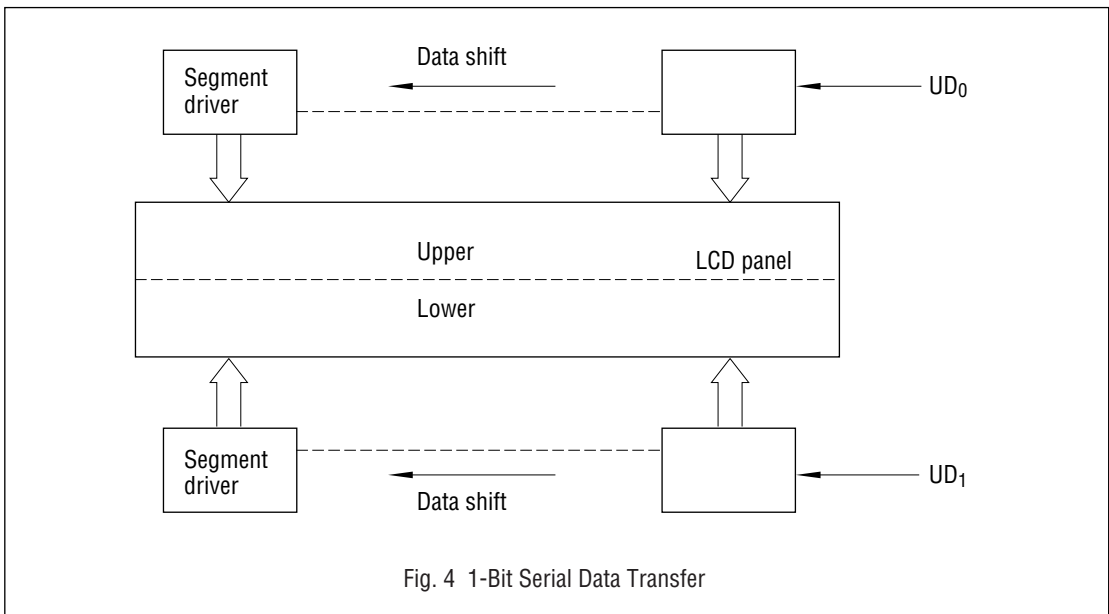 Segment
driver
Data shift
UD₀
Upper
LCD panel
Lower
Segment
driver
Data shift
UD₁
Fig. 4 1-Bit Serial Data Transfer